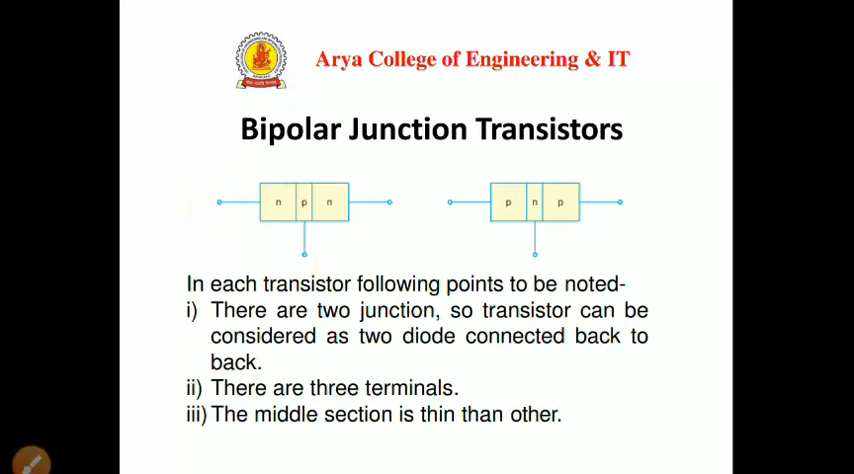 Arya College of Engineering & IT
Bipolar Junction Transistors
n p n
p n p
In each transistor following points to be noted-
i) There are two junction, so transistor can be
considered as two diode connected back to
back.
ii) There are three terminals.
iii) The middle section is thin than other.